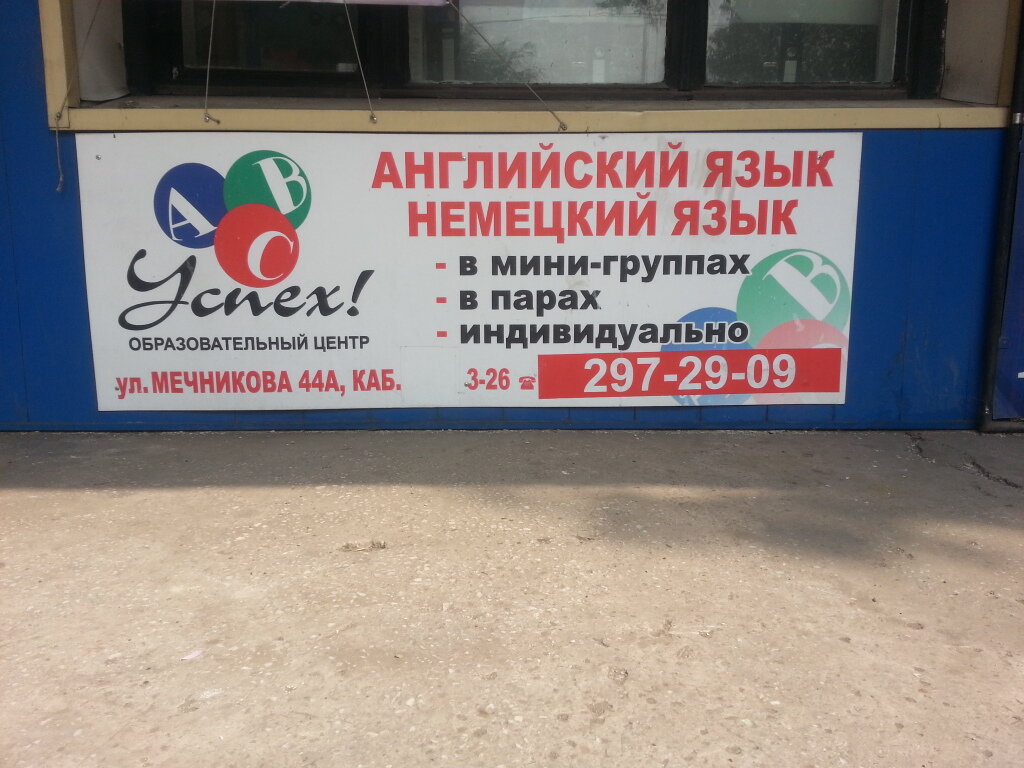 A B C
Успех!
ОБРАЗОВАТЕЛЬНЫЙ ЦЕНТР
АНГЛИЙСКИЙ ЯЗЫК
НЕМЕЦКИЙ ЯЗЫК
- в мини-группах
- в парах
- индивидуально
B
ул. МЕЧНИКОВА 44А, КАБ. 3-26 ☎ 297-29-09